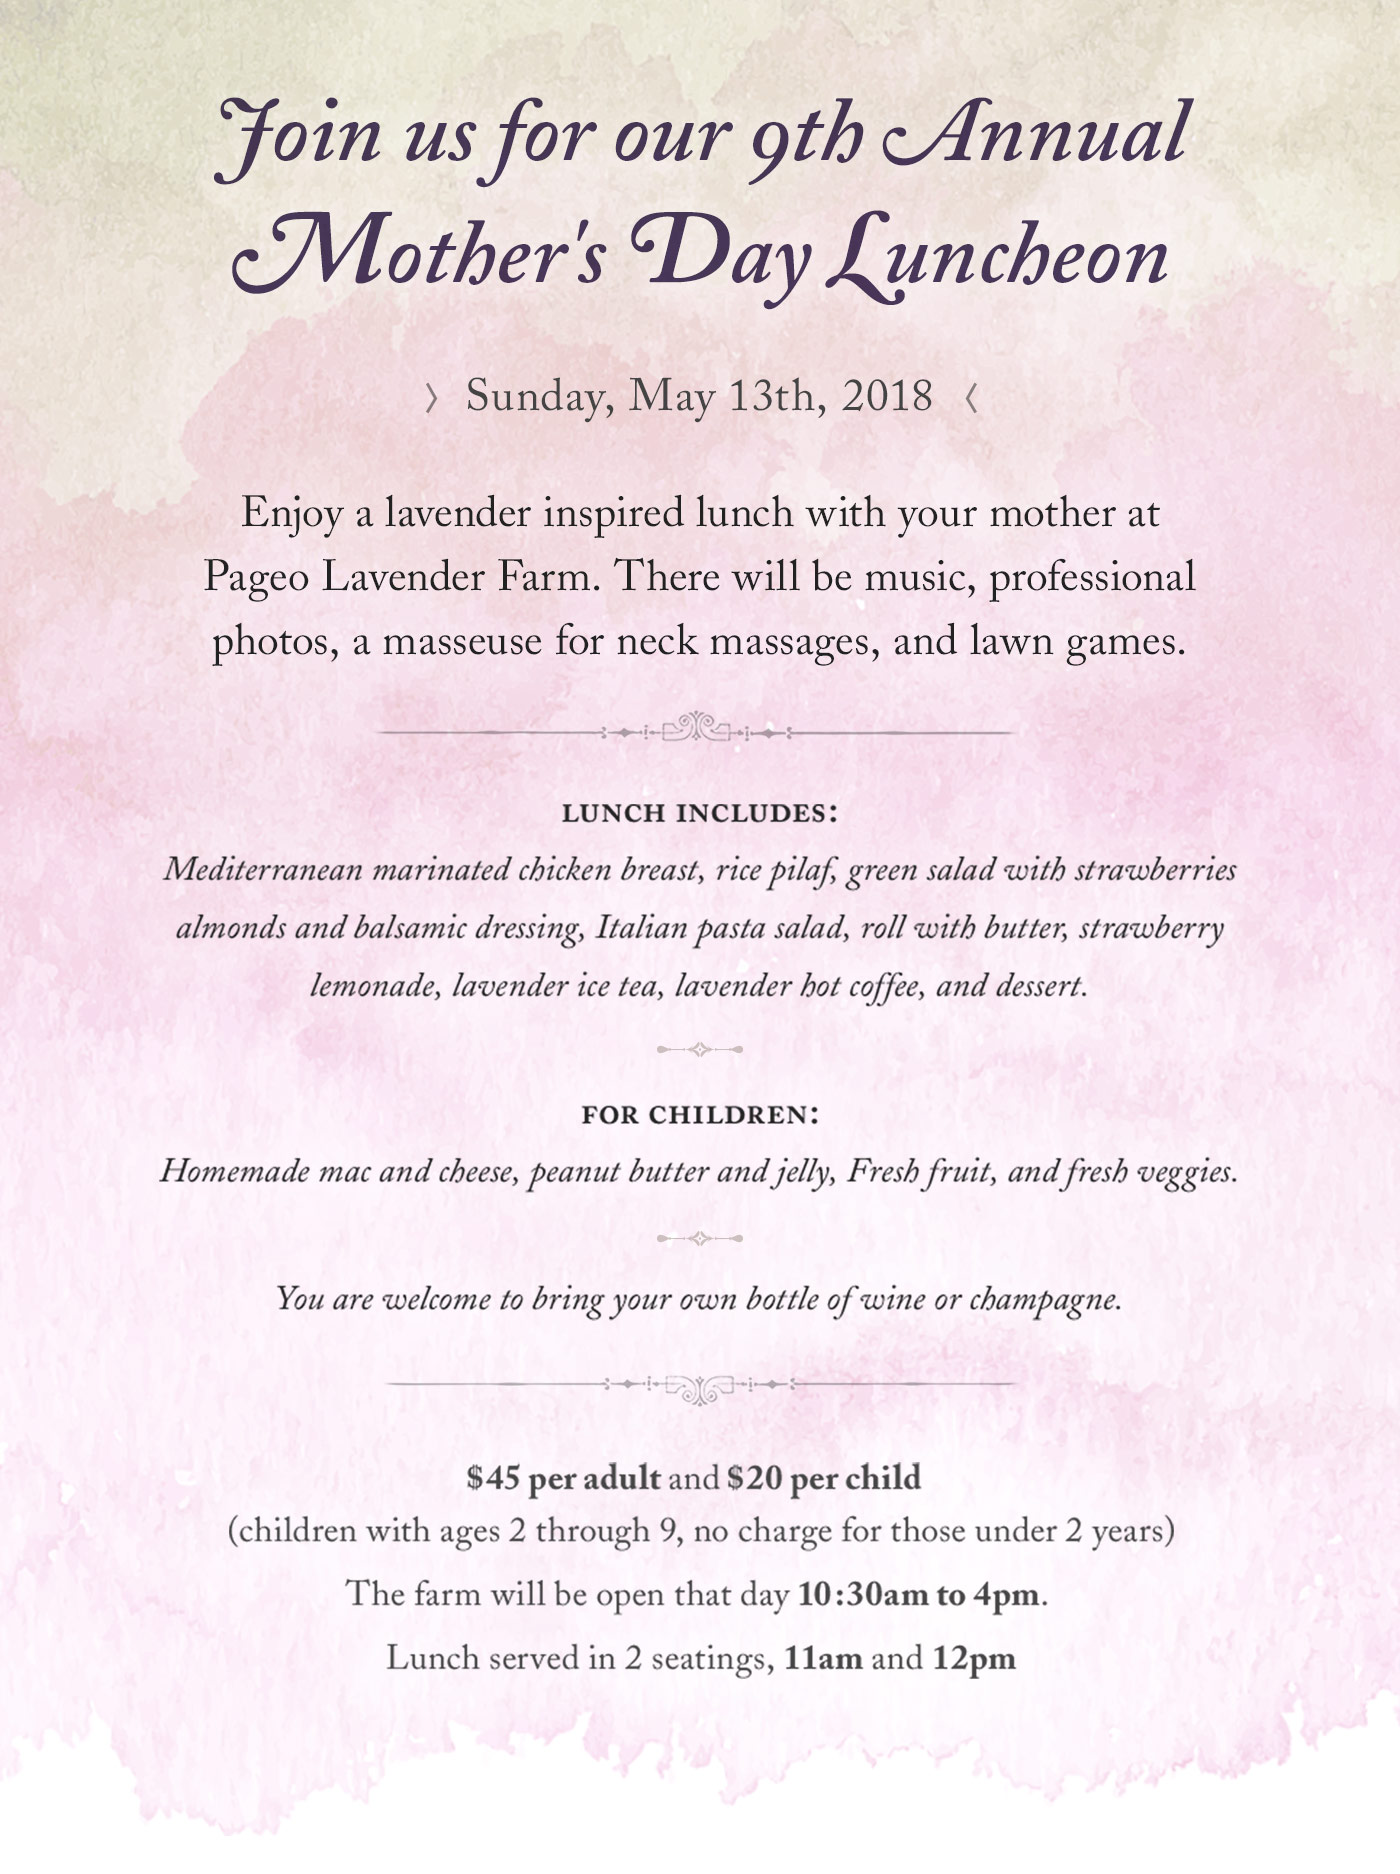 Join us for our 9th Annual
Mother's Day Luncheon
Sunday, May 13th, 2018
Enjoy a lavender inspired lunch with your mother at
Pageo Lavender Farm. There will be music, professional
photos, a masseuse for neck massages, and lawn games.
LUNCH INCLUDES:
Mediterranean marinated chicken breast, rice pilaf, green salad with strawberries
almonds and balsamic dressing, Italian pasta salad, roll with butter, strawberry
lemonade, lavender ice tea, lavender hot coffee, and dessert.
FOR CHILDREN:
Homemade mac and cheese, peanut butter and jelly, Fresh fruit, and fresh veggies.
You are welcome to bring your own bottle of wine or champagne.
$45 per adult and $20 per child
(children with ages 2 through 9, no charge for those under 2 years)
The farm will be open that day 10:30am to 4pm.
Lunch served in 2 seatings, 11am and 12pm